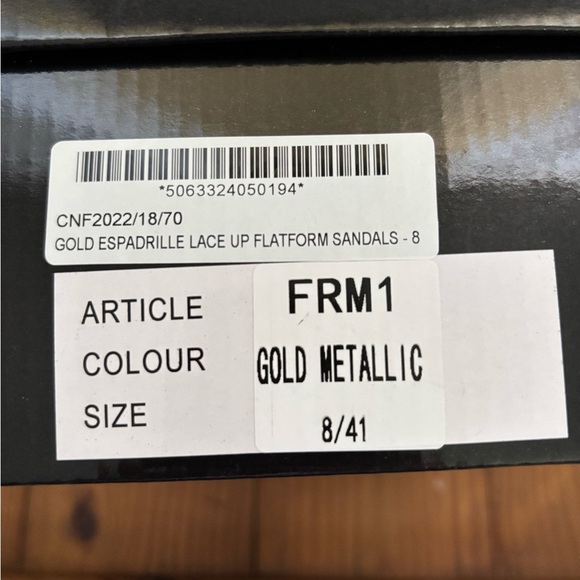 *5063324050194*
CNF2022/18/70
GOLD ESPADRILLE LACE UP FLATFORM SANDALS - 8
ARTICLE FRM1
COLOUR GOLD METALLIC
SIZE 8/41